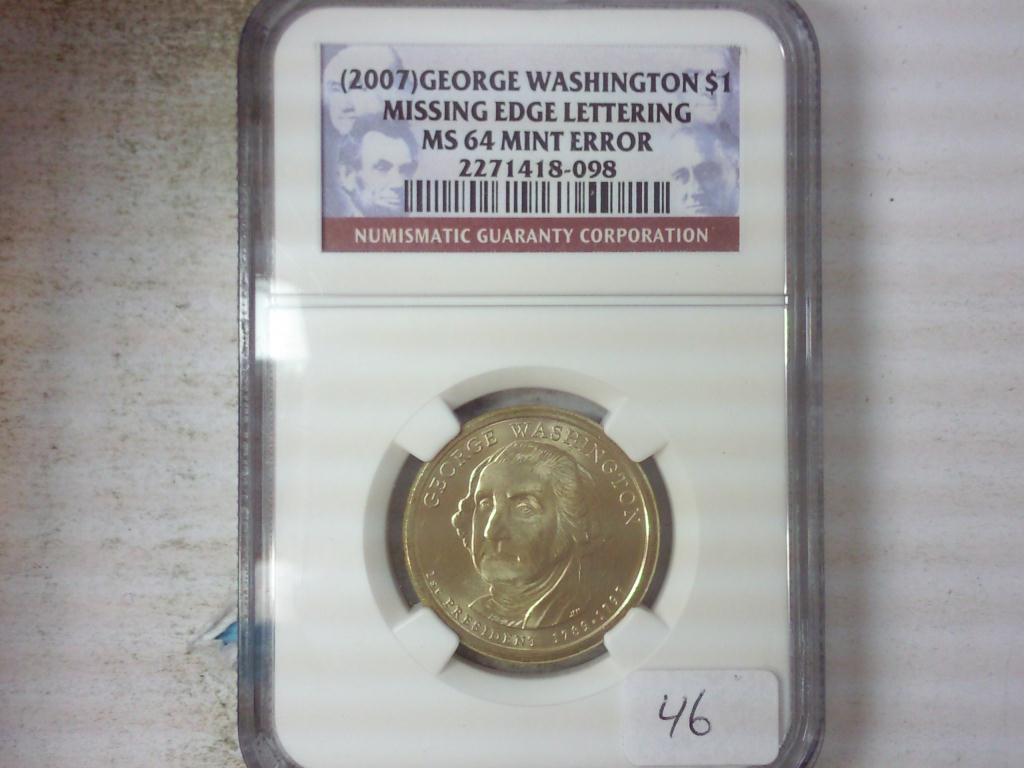 (2007)GEORGE WASHINGTON $1
MISSING EDGE LETTERING
MS 64 MINT ERROR
2271418-098
NUMISMATIC GUARANTY CORPORATION
GEORGE WASHINGTON
1st PRESIDENT 1789-1797
46